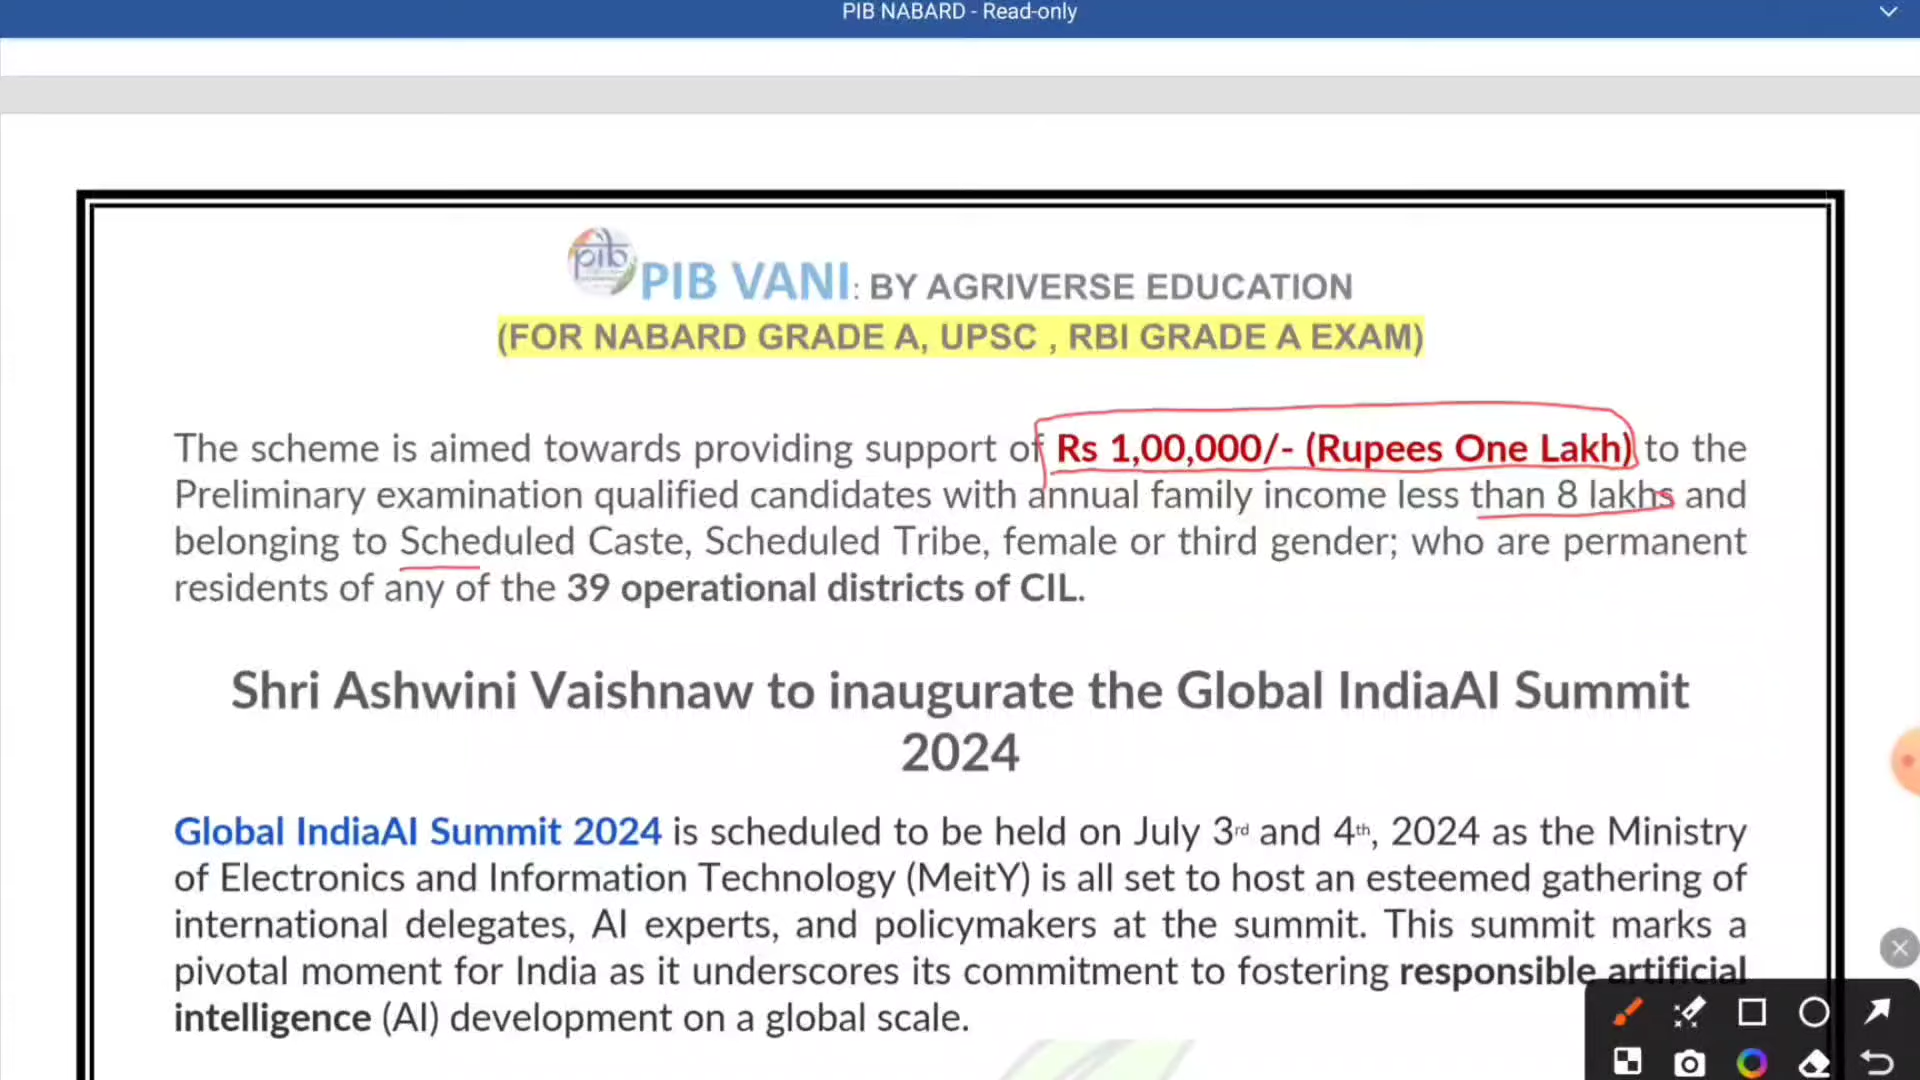 PIB NABARD - Read-only
pib PIB VANI: BY AGRIVERSE EDUCATION
(FOR NABARD GRADE A, UPSC , RBI GRADE A EXAM)
The scheme is aimed towards providing support of Rs 1,00,000/- (Rupees One Lakh) to the
Preliminary examination qualified candidates with annual family income less than 8 lakhs and
belonging to Scheduled Caste, Scheduled Tribe, female or third gender; who are permanent
residents of any of the 39 operational districts of CIL.
Shri Ashwini Vaishnaw to inaugurate the Global IndiaAI Summit
2024
Global IndiaAI Summit 2024 is scheduled to be held on July 3rd and 4th, 2024 as the Ministry
of Electronics and Information Technology (MeitY) is all set to host an esteemed gathering of
international delegates, AI experts, and policymakers at the summit. This summit marks a
pivotal moment for India as it underscores its commitment to fostering responsible artificial
intelligence (AI) development on a global scale.